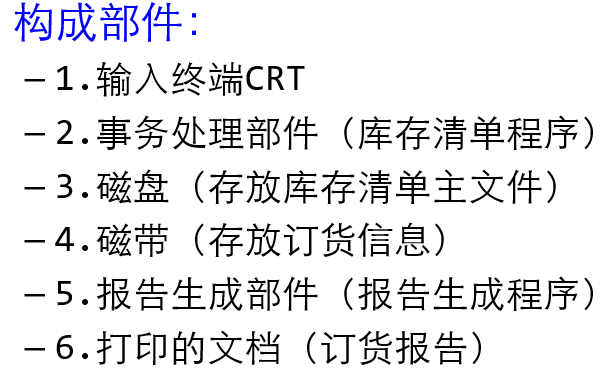 构成部件:
–1.输入终端CRT
–2.事务处理部件（库存清单程序）
–3.磁盘（存放库存清单主文件）
–4.磁带（存放订货信息）
–5.报告生成部件（报告生成程序）
–6.打印的文档（订货报告）